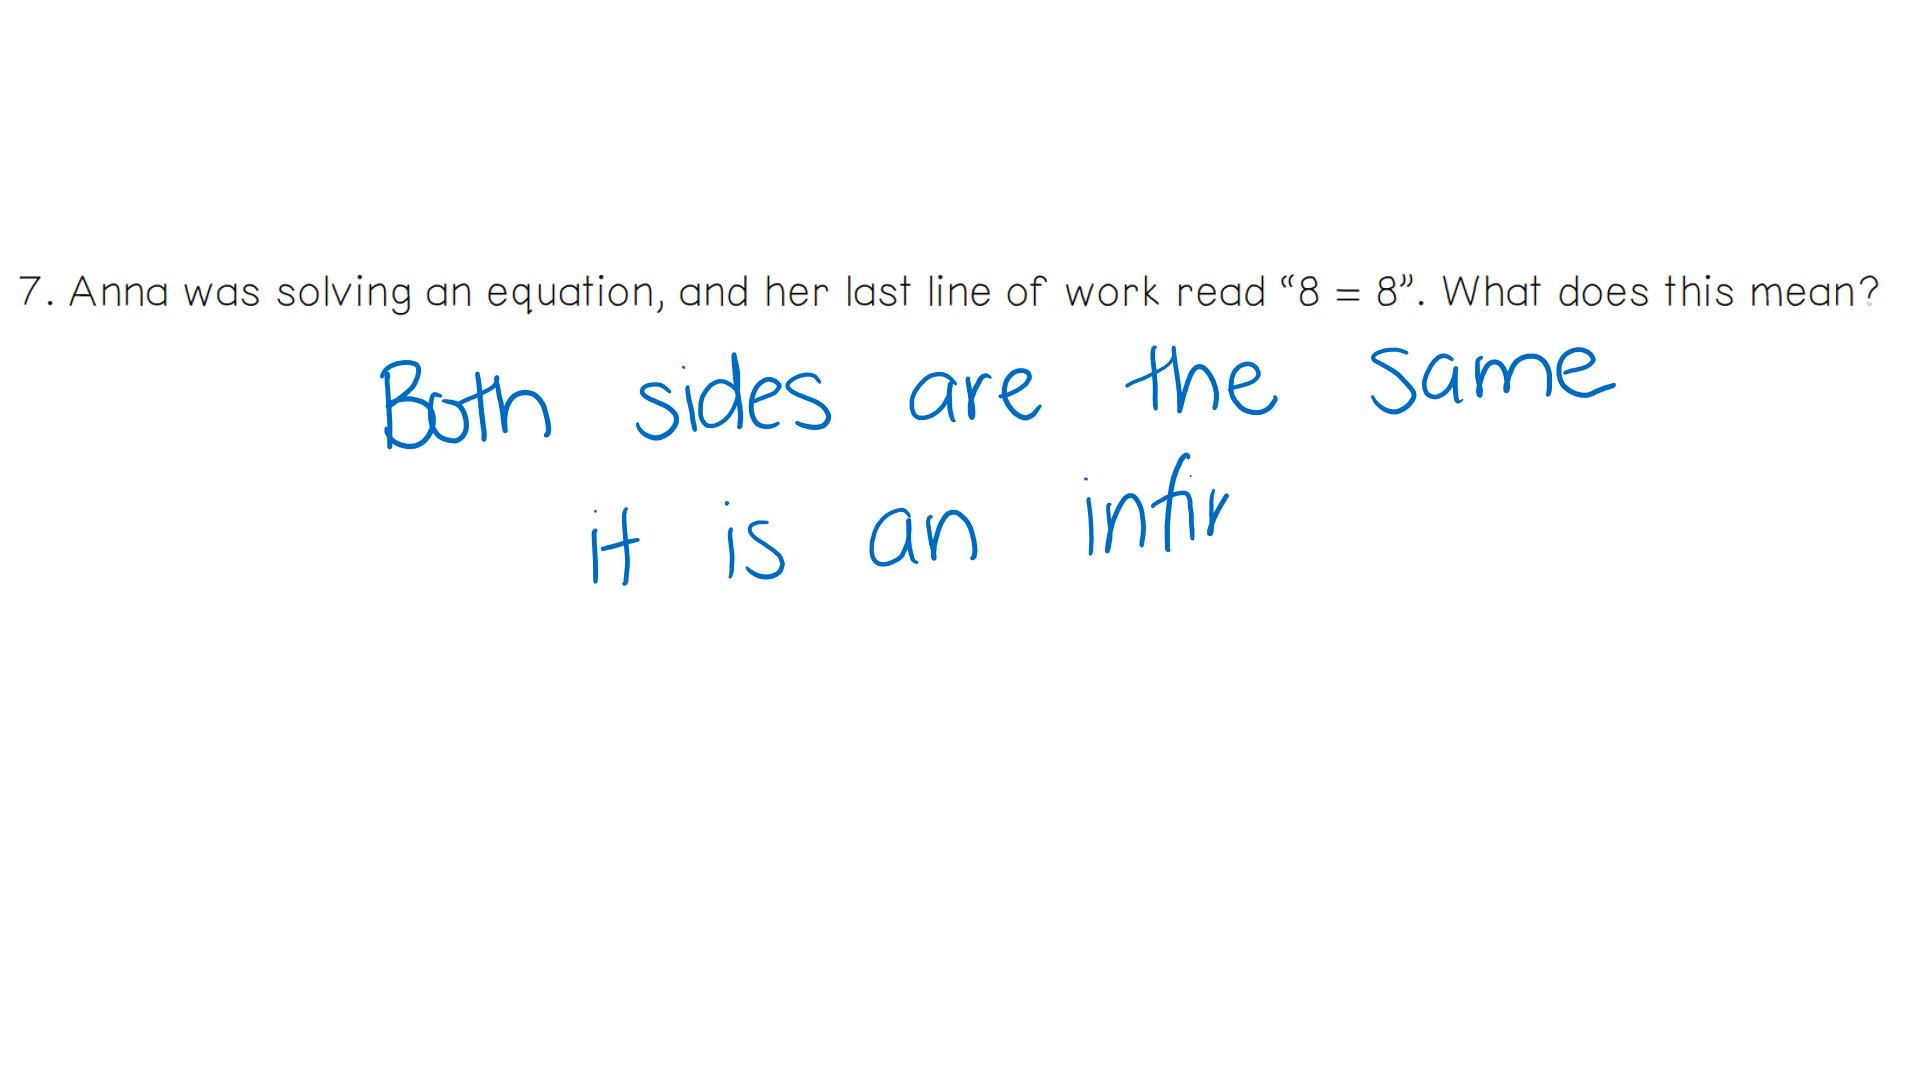 7. Anna was solving an equation, and her last line of work read “8 = 8”. What does this mean?
Both sides are the same
it is an infin